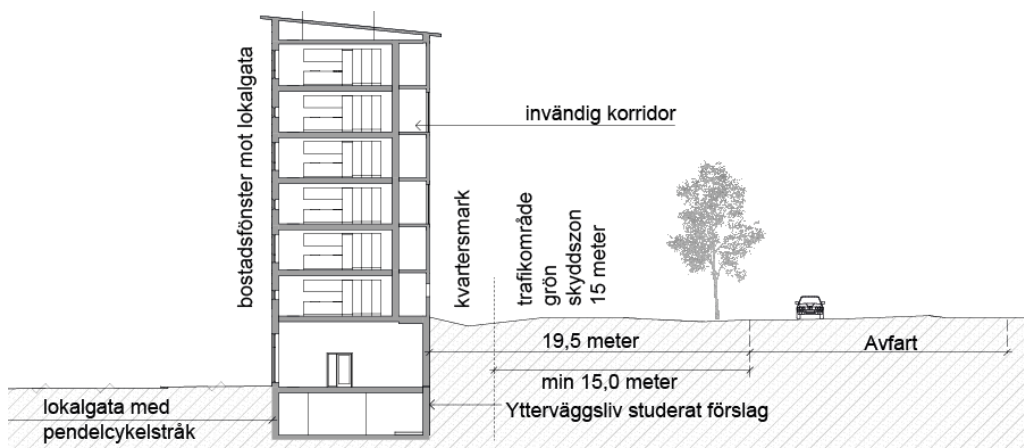 bostadsfönster mot lokalgata
invändig korridor
kvartersmark
trafikområde
grön
skyddszon
15 meter
19,5 meter
Avfart
min 15,0 meter
Ytterväggsliv studerat förslag
lokalgata med
pendelcykelstråk